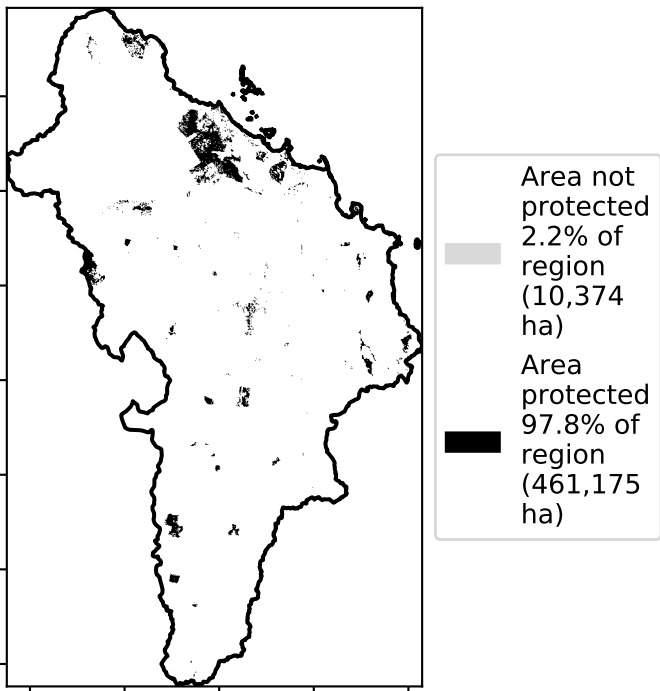 Area not
protected
2.2% of
region
(10,374
ha)
Area
protected
97.8% of
region
(461,175
ha)